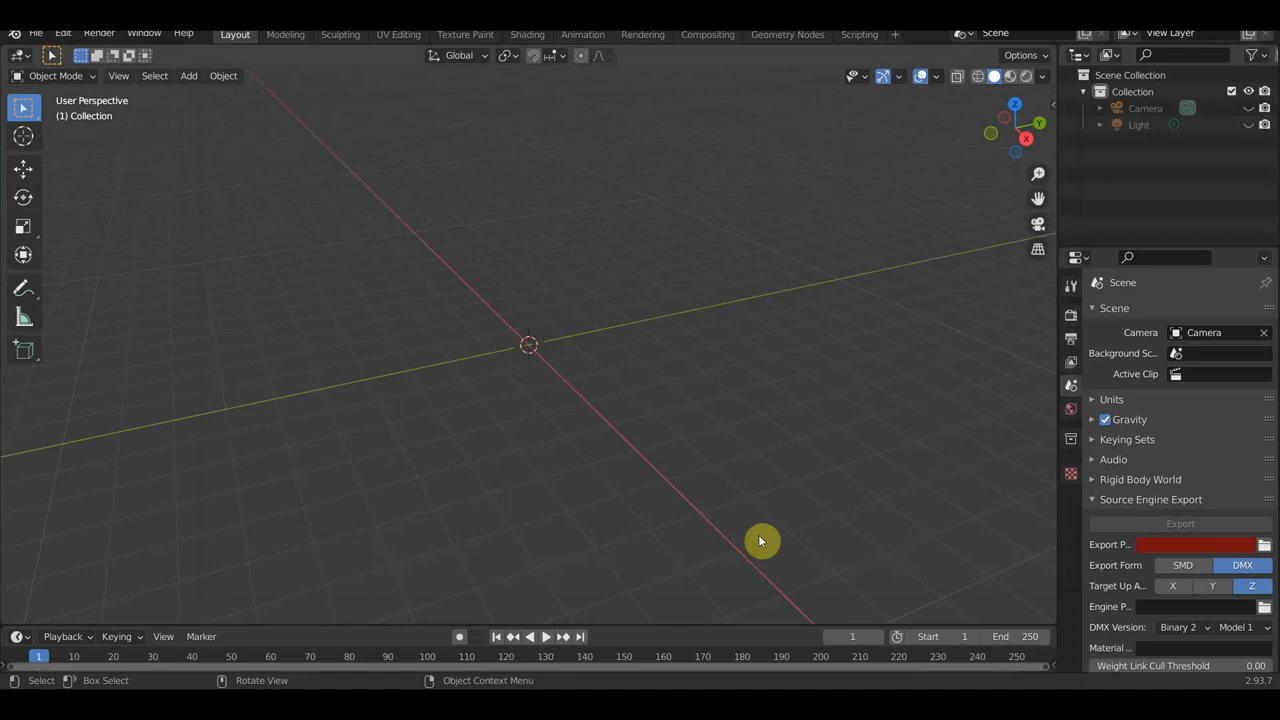 File Edit Render Window Help Layout Modeling Sculpting UV Editing Texture Paint Shading Animation Rendering Compositing Geometry Nodes Scripting Scene View Layer
Global Options
Object Mode View Select Add Object
User Perspective
(1) Collection
Z
Y
X
Scene Collection
Collection
Camera
Light
Scene
Scene
Camera Camera
Background Sc...
Active Clip
Units
Gravity
Keying Sets
Audio
Rigid Body World
Source Engine Export
Export
Export P...
Export Form SMD DMX
Target Up A... X Y Z
Engine P...
DMX Version: Binary 2 Model 1
Material ...
Weight Link Cull Threshold 0.00
Playback Keying View Marker 1 Start 1 End 250
1 10 20 30 40 50 60 70 80 90 100 110 120 130 140 150 160 170 180 190 200 210 220 230 240 250
Select Box Select Rotate View Object Context Menu 2.93.7